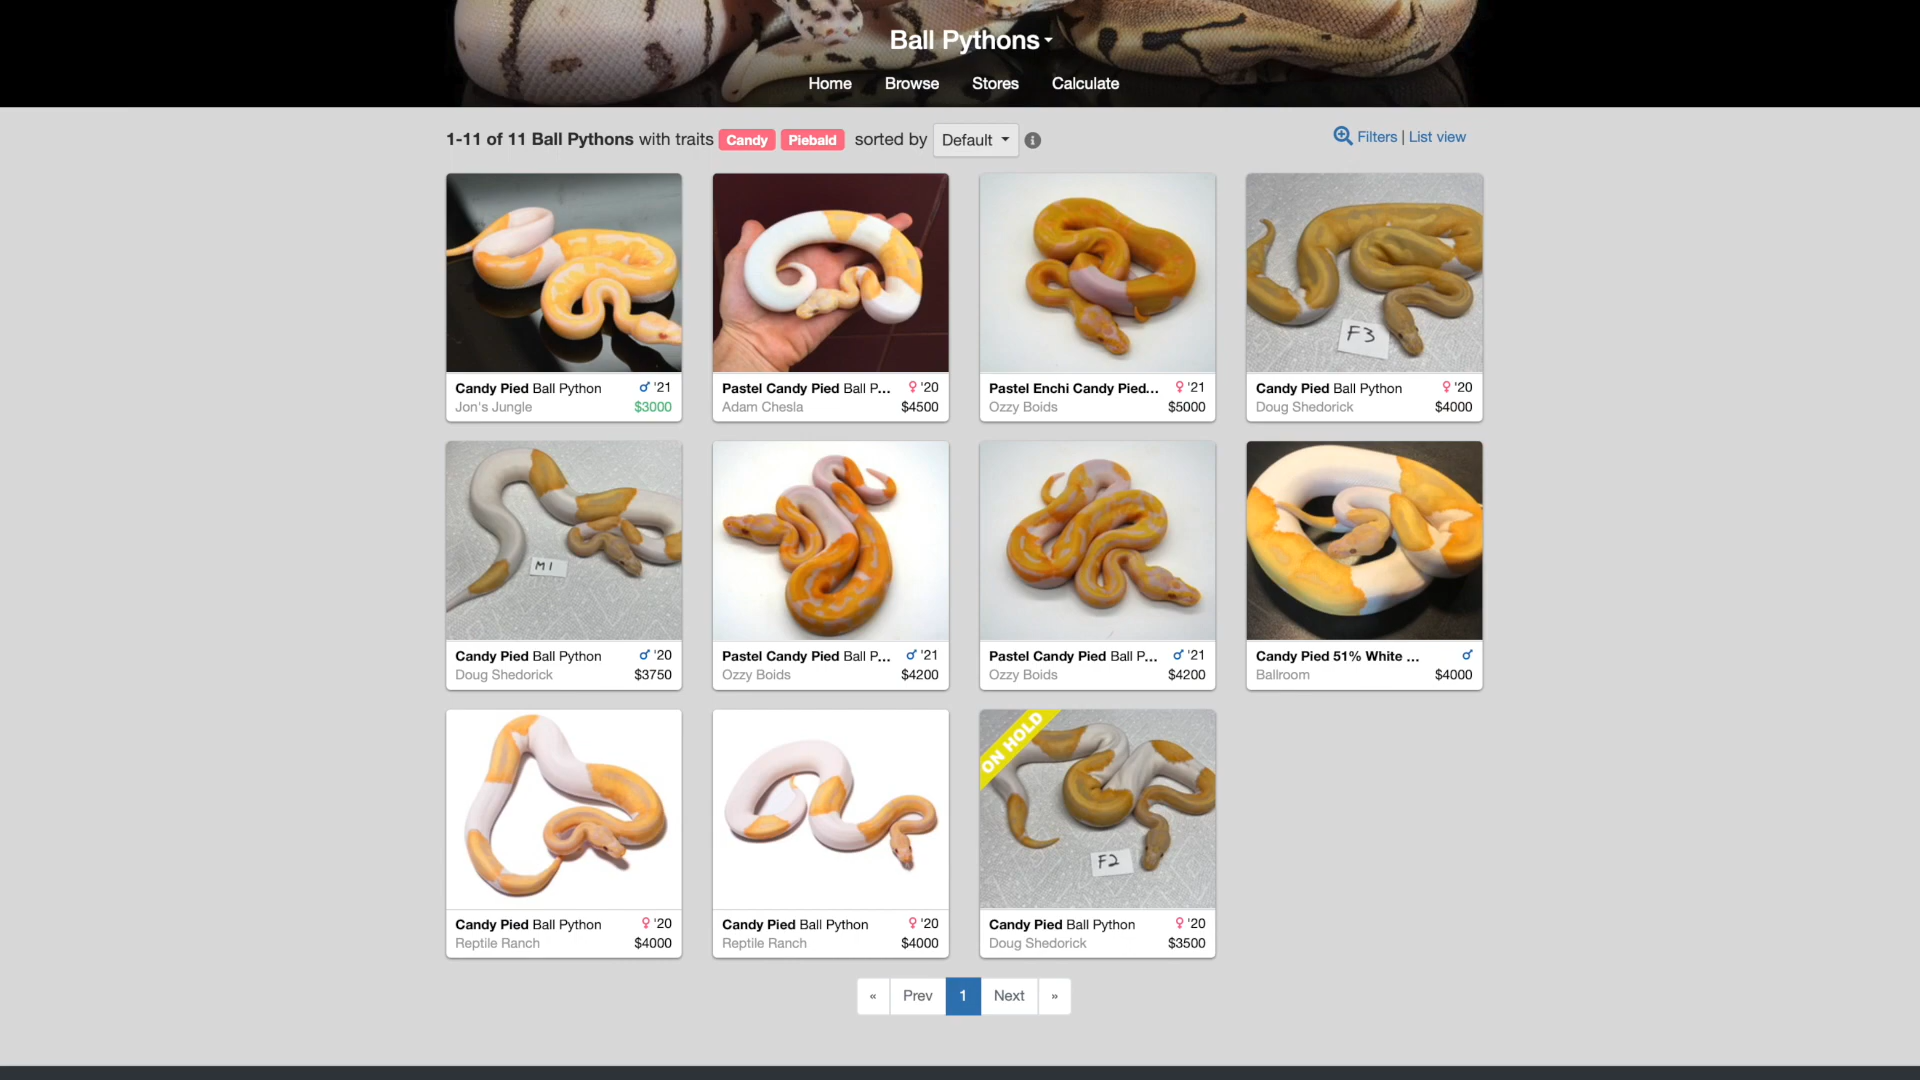 Ball Pythons
Home Browse Stores Calculate
1-11 of 11 Ball Pythons with traits Candy Piebald sorted by Default
Filters | List view
F3
Candy Pied Ball Python ♂ '21
Jon's Jungle $3000
Pastel Candy Pied Ball P... ♀ '20
Adam Chesla $4500
Pastel Enchi Candy Pied... ♀ '21
Ozzy Boids $5000
Candy Pied Ball Python ♀ '20
Doug Shedorick $4000
M1
Candy Pied Ball Python ♂ '20
Doug Shedorick $3750
Pastel Candy Pied Ball P... ♂ '21
Ozzy Boids $4200
Pastel Candy Pied Ball P... ♂ '21
Ozzy Boids $4200
Candy Pied 51% White ... ♂
Ballroom $4000
ON HOLD
F2
Candy Pied Ball Python ♀ '20
Reptile Ranch $4000
Candy Pied Ball Python ♀ '20
Reptile Ranch $4000
Candy Pied Ball Python ♀ '20
Doug Shedorick $3500
« Prev 1 Next »